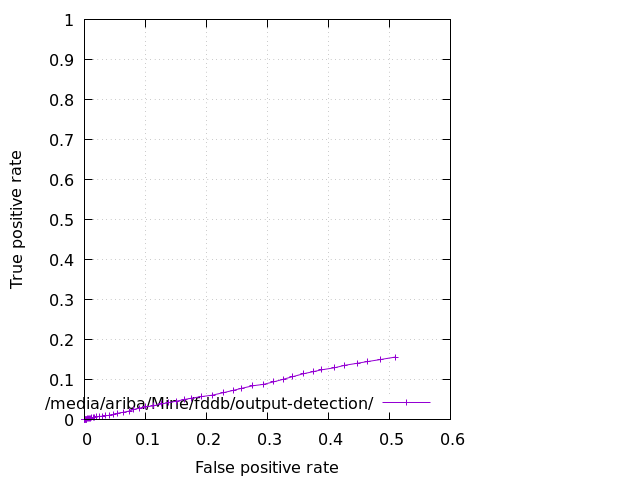 1
0.9
0.8
0.7
0.6
0.5
0.4
0.3
0.2
0.1
0
True positive rate
/media/ariba/Mine/fddb/output-detection/
0 0.1 0.2 0.3 0.4 0.5 0.6
False positive rate